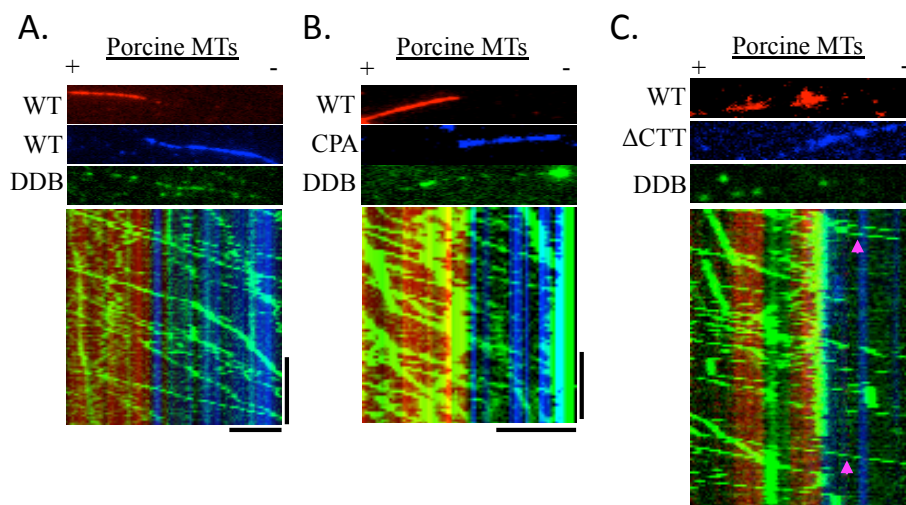 A.
Porcine MTs
+ -
WT
WT
DDB
B.
Porcine MTs
+ -
WT
CPA
DDB
C.
Porcine MTs
+ -
WT
ΔCTT
DDB